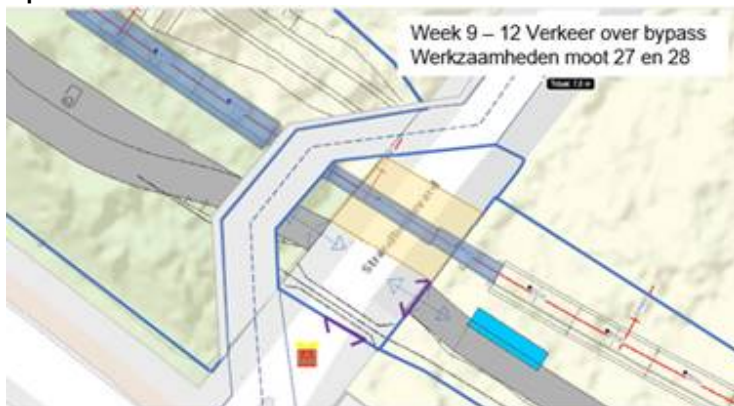 Week 9 – 12 Verkeer over bypass
Werkzaamheden moot 27 en 28